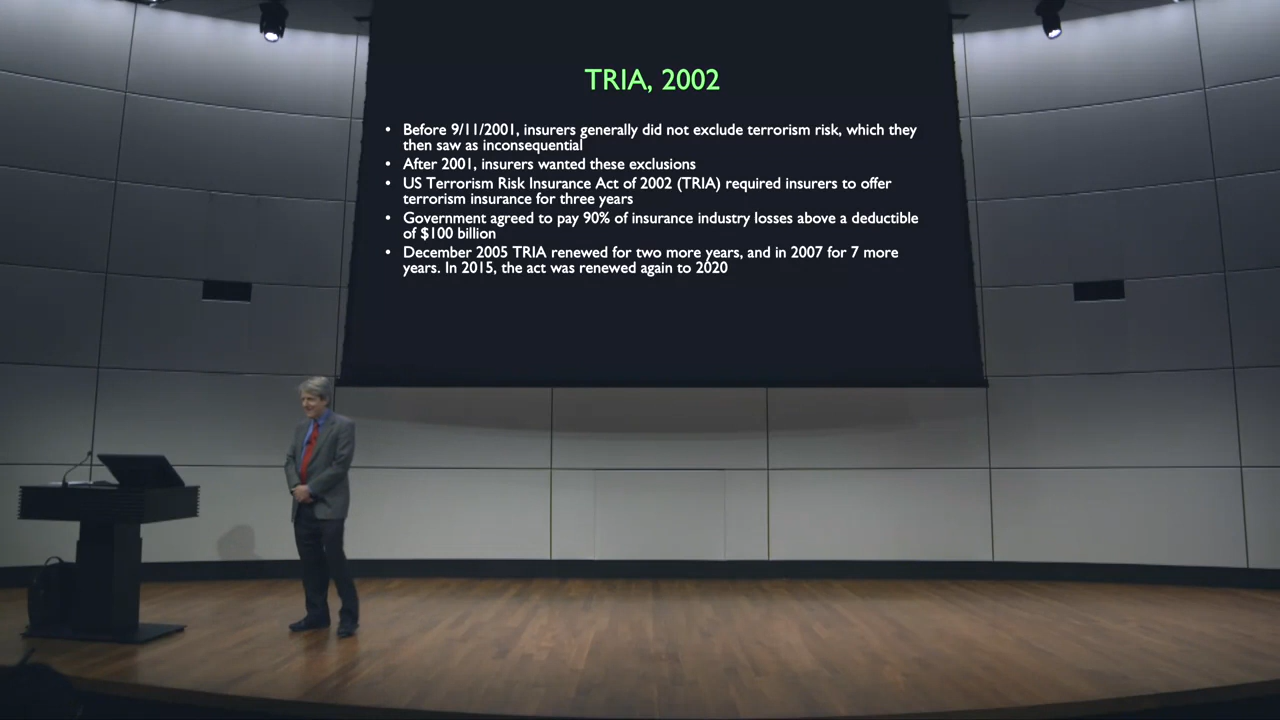 TRIA, 2002
• Before 9/11/2001, insurers generally did not exclude terrorism risk, which they
then saw as inconsequential
• After 2001, insurers wanted these exclusions
• US Terrorism Risk Insurance Act of 2002 (TRIA) required insurers to offer
terrorism insurance for three years
• Government agreed to pay 90% of insurance industry losses above a deductible
of $100 billion
• December 2005 TRIA renewed for two more years, and in 2007 for 7 more
years. In 2015, the act was renewed again to 2020